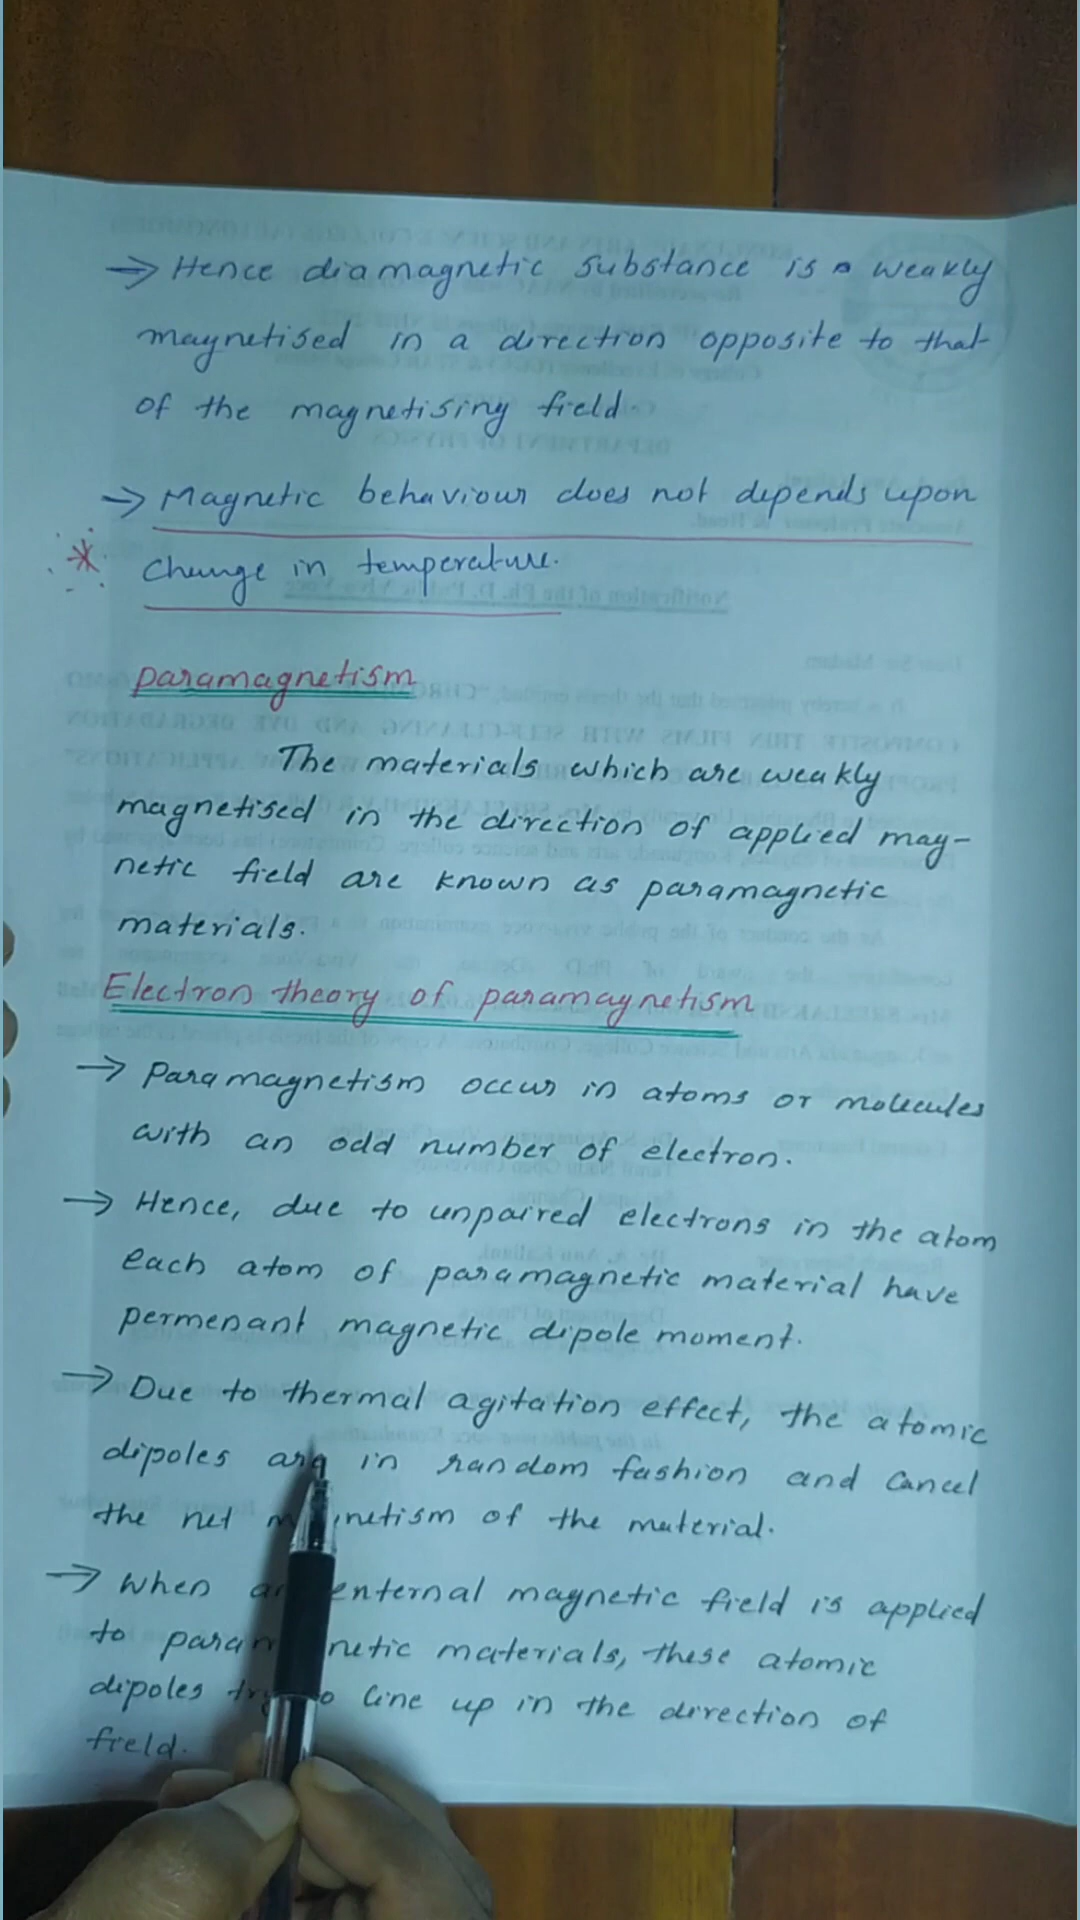 → Hence diamagnetic substance is a weakly
magnetised in a direction opposite to that
of the magnetising field.
→ Magnetic behaviour does not depends upon
* change in temperature.
paramagnetism
The materials which are weakly
magnetised in the direction of applied mag-
netic field are known as paramagnetic
materials.
Electron theory of paramagnetism
→ Paramagnetism occur in atoms or molecules
with an odd number of electron.
→ Hence, due to unpaired electrons in the atom
each atom of paramagnetic material have
permenant magnetic dipole moment.
→ Due to thermal agitation effect, the atomic
dipoles are in random fashion and cancel
the net netism of the material.
→ When an enternal magnetic field is applied
to para netic materials, these atomic
dipoles try to line up in the direction of
field.